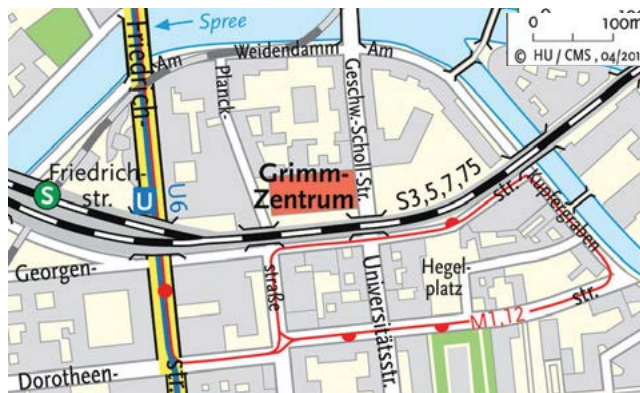 Spree
0 100m
© HU / CMS , 04/201
Friedrich-
Am Weidendamm Am
Planck-
Geschw.-Scholl-Str.
Friedrich-
str.
S
U
U6
Grimm-
Zentrum
S3,5,7,75
str.
Kupfergraben
Georgen-
straße
Universitätsstr.
Hegel-
platz
str.
M1,12
Dorotheen-
str.